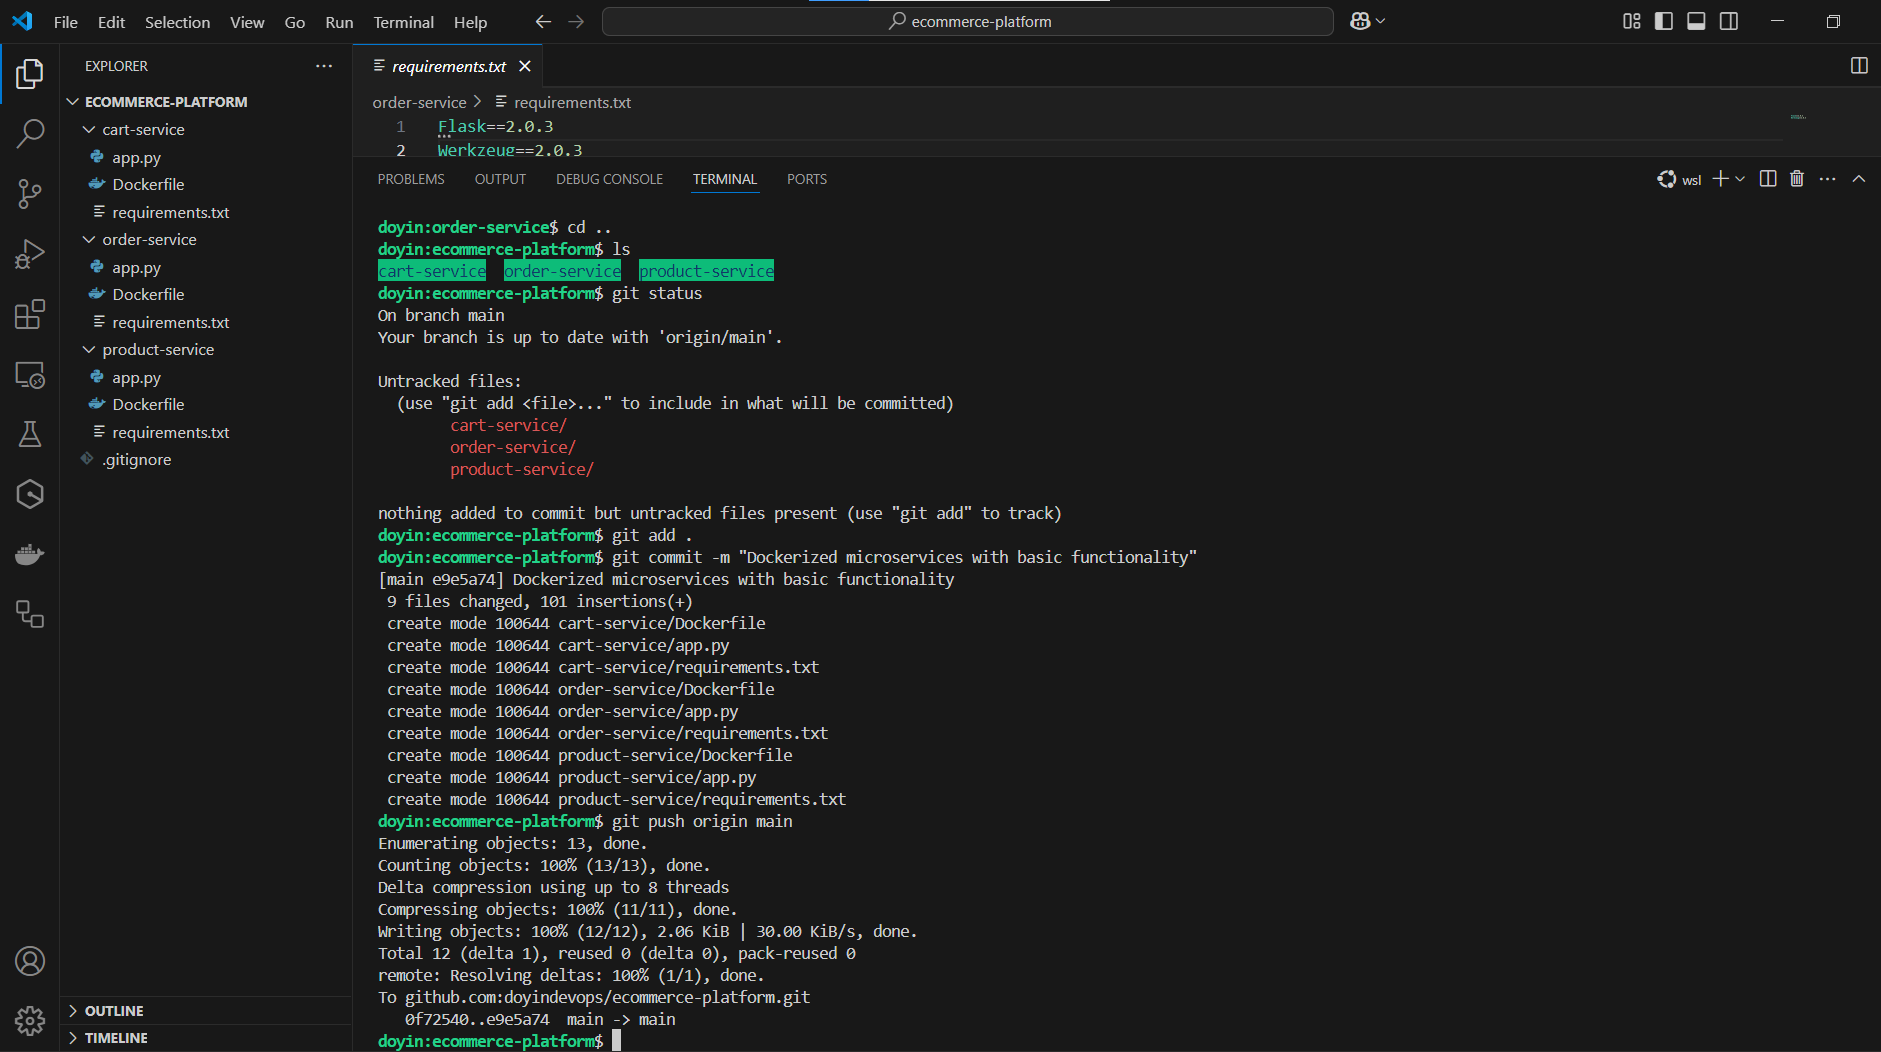 File Edit Selection View Go Run Terminal Help
ecommerce-platform
EXPLORER
ECOMMERCE-PLATFORM
cart-service
app.py
Dockerfile
requirements.txt
order-service
app.py
Dockerfile
requirements.txt
product-service
app.py
Dockerfile
requirements.txt
.gitignore
OUTLINE
TIMELINE
requirements.txt
order-service > requirements.txt
1 Flask==2.0.3
2 Werkzeug==2.0.3
PROBLEMS OUTPUT DEBUG CONSOLE TERMINAL PORTS
wsl
doyin:order-service$ cd ..
doyin:ecommerce-platform$ ls
cart-service order-service product-service
doyin:ecommerce-platform$ git status
On branch main
Your branch is up to date with 'origin/main'.
Untracked files:
(use "git add <file>..." to include in what will be committed)
cart-service/
order-service/
product-service/
nothing added to commit but untracked files present (use "git add" to track)
doyin:ecommerce-platform$ git add .
doyin:ecommerce-platform$ git commit -m "Dockerized microservices with basic functionality"
[main e9e5a74] Dockerized microservices with basic functionality
9 files changed, 101 insertions(+)
create mode 100644 cart-service/Dockerfile
create mode 100644 cart-service/app.py
create mode 100644 cart-service/requirements.txt
create mode 100644 order-service/Dockerfile
create mode 100644 order-service/app.py
create mode 100644 order-service/requirements.txt
create mode 100644 product-service/Dockerfile
create mode 100644 product-service/app.py
create mode 100644 product-service/requirements.txt
doyin:ecommerce-platform$ git push origin main
Enumerating objects: 13, done.
Counting objects: 100% (13/13), done.
Delta compression using up to 8 threads
Compressing objects: 100% (11/11), done.
Writing objects: 100% (12/12), 2.06 KiB | 30.00 KiB/s, done.
Total 12 (delta 1), reused 0 (delta 0), pack-reused 0
remote: Resolving deltas: 100% (1/1), done.
To github.com:doyindevops/ecommerce-platform.git
0f72540..e9e5a74 main -> main
doyin:ecommerce-platform$